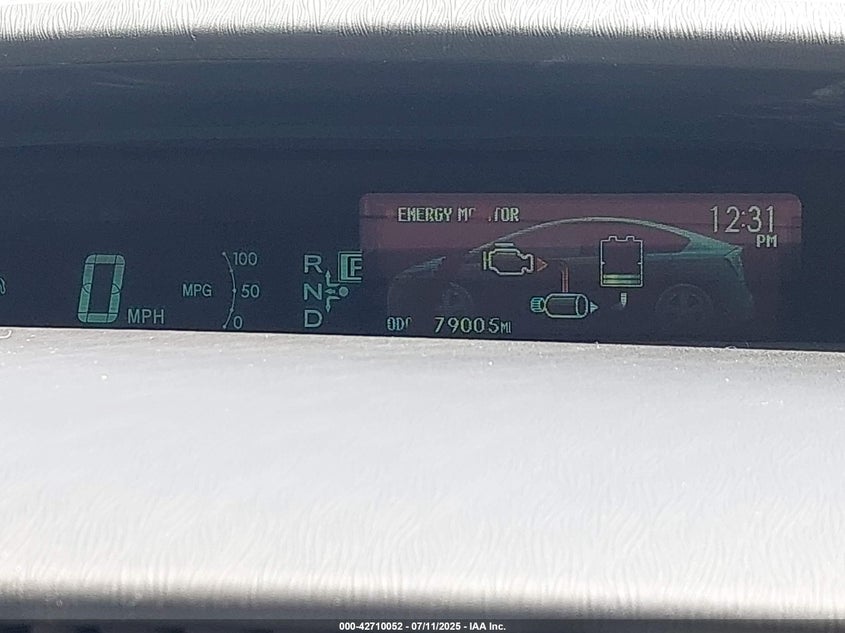 ENERGY MONITOR
12:31
PM
0 MPH
MPG
100
50
0
R
N
D
P
ODO 79005 MI
000-42710052 - 07/11/2025 - IAA Inc.